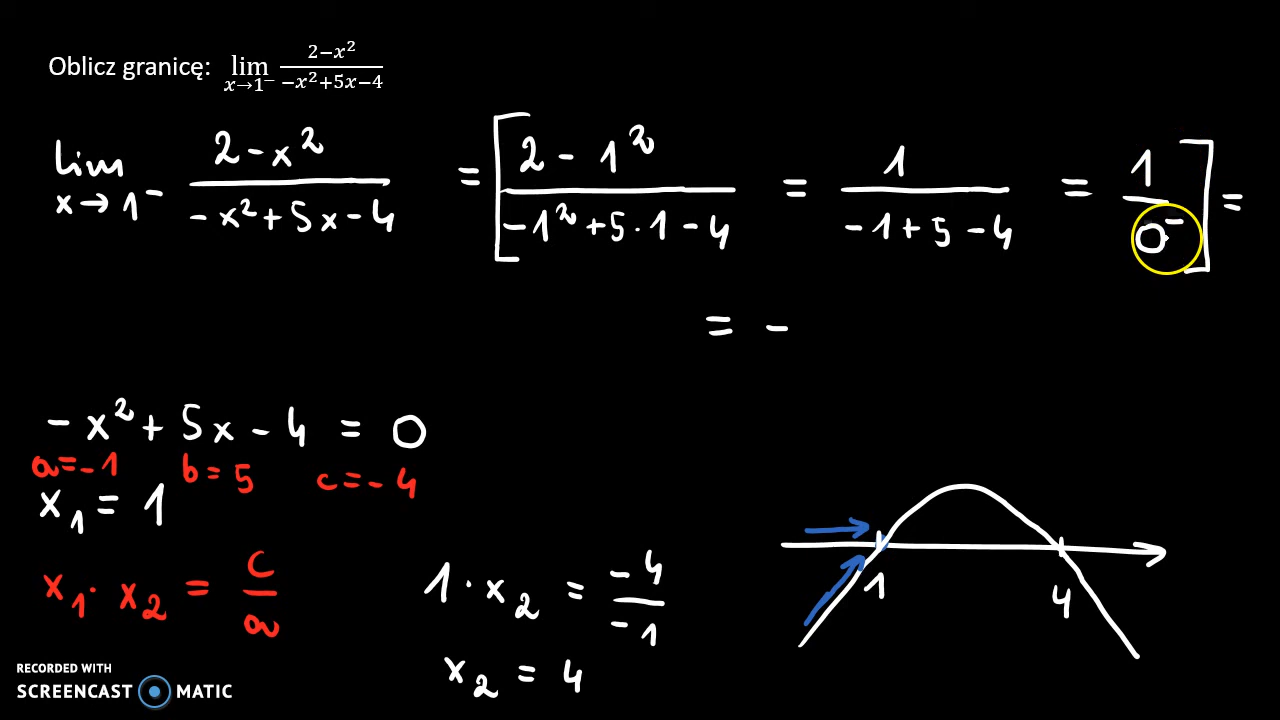 Oblicz granicę: lim x→1⁻ (2−x²)/(−x²+5x−4)
lim x→1⁻ (2−x²)/(−x²+5x−4) = [ (2−1²)/(−1²+5·1−4) = 1/(−1+5−4) = 1/0⁻ ] =
= −
−x²+5x−4 = 0
a=−1 b=5 c=−4
x₁ = 1
x₁·x₂ = c/a
1·x₂ = −4/−1
x₂ = 4
1 4
RECORDED WITH
SCREENCAST MATIC